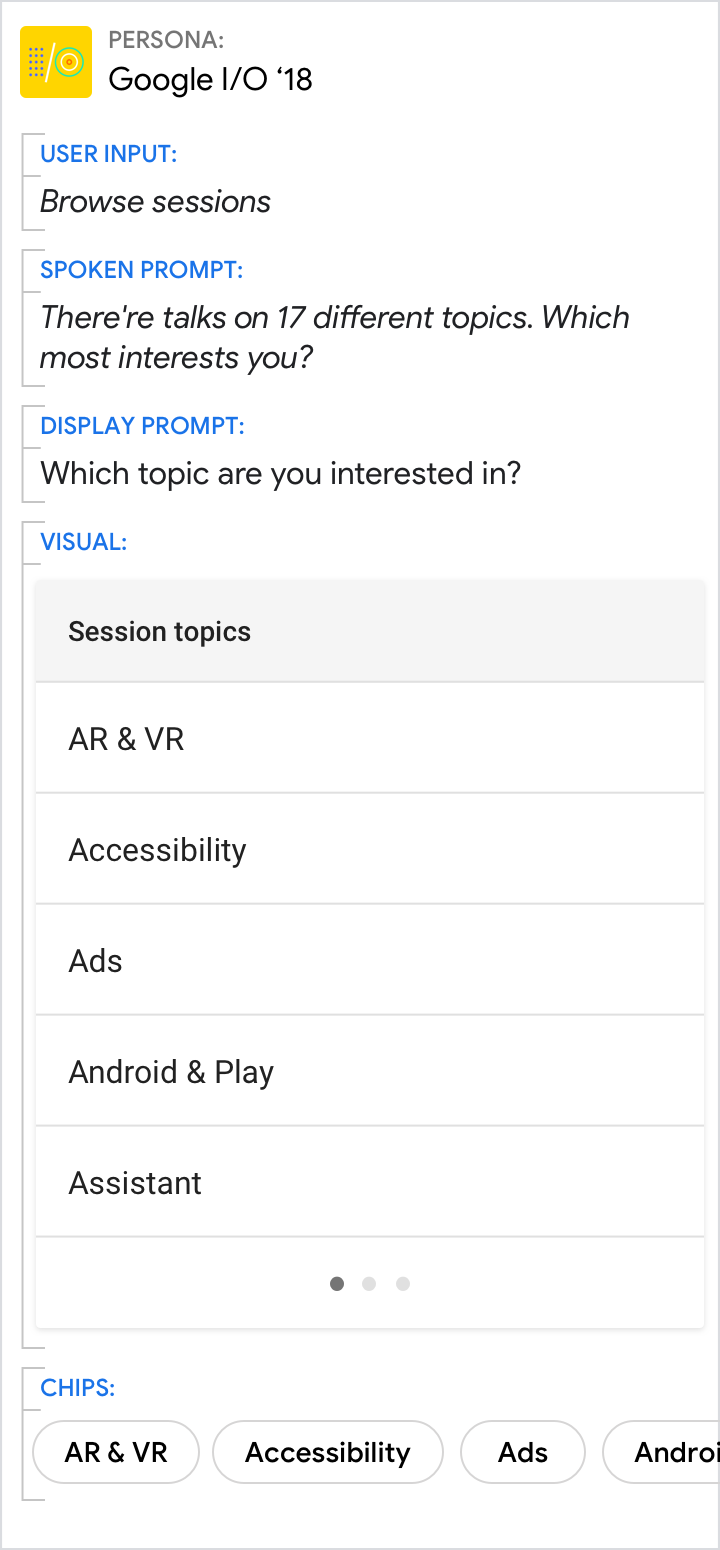 PERSONA:
Google I/O ‘18
USER INPUT:
Browse sessions
SPOKEN PROMPT:
There're talks on 17 different topics. Which
most interests you?
DISPLAY PROMPT:
Which topic are you interested in?
VISUAL:
Session topics
AR & VR
Accessibility
Ads
Android & Play
Assistant
CHIPS:
AR & VR Accessibility Ads Androi